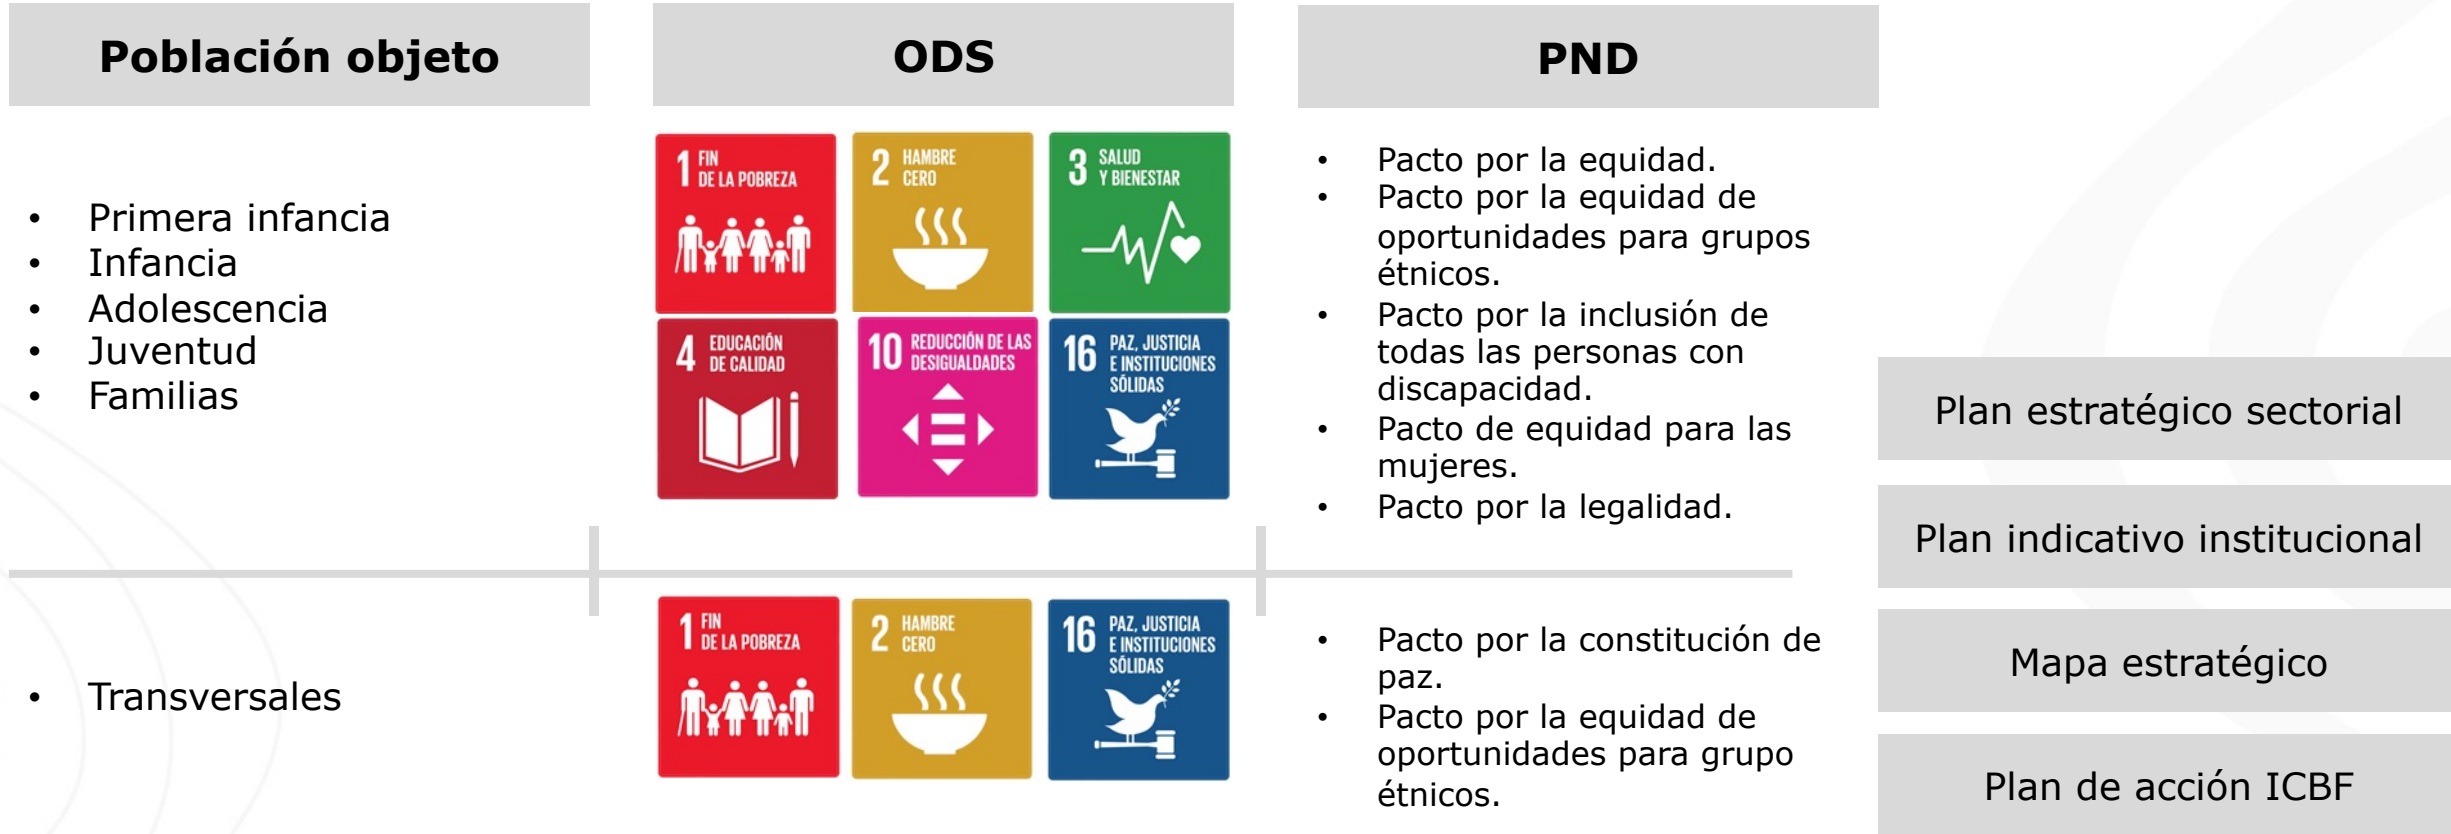 Población objeto
ODS
PND
• Primera infancia
• Infancia
• Adolescencia
• Juventud
• Familias
1 FIN
DE LA POBREZA
2 HAMBRE
CERO
3 SALUD
Y BIENESTAR
4 EDUCACIÓN
DE CALIDAD
10 REDUCCIÓN DE LAS
DESIGUALDADES
16 PAZ, JUSTICIA
E INSTITUCIONES
SÓLIDAS
• Pacto por la equidad.
• Pacto por la equidad de
oportunidades para grupos
étnicos.
• Pacto por la inclusión de
todas las personas con
discapacidad.
• Pacto de equidad para las
mujeres.
• Pacto por la legalidad.
• Transversales
1 FIN
DE LA POBREZA
2 HAMBRE
CERO
16 PAZ, JUSTICIA
E INSTITUCIONES
SÓLIDAS
• Pacto por la constitución de
paz.
• Pacto por la equidad de
oportunidades para grupo
étnicos.
Plan estratégico sectorial
Plan indicativo institucional
Mapa estratégico
Plan de acción ICBF